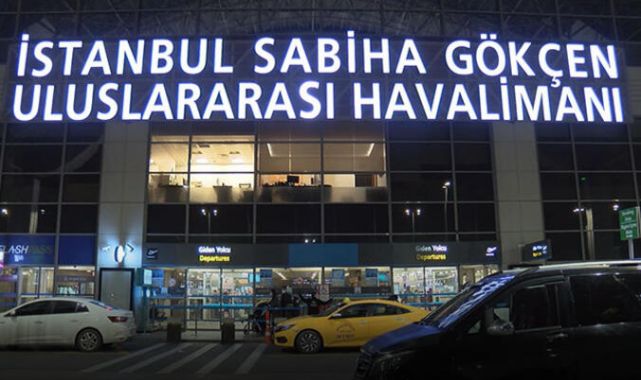 İSTANBUL SABİHA GÖKÇEN
ULUSLARARASI HAVALİMANI
Giden Yolcu
Departures
Giden Yolcu
Departures